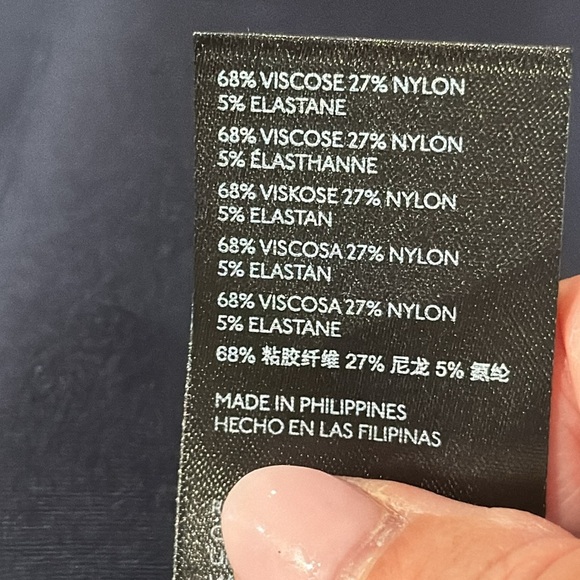 68% VISCOSE 27% NYLON
5% ELASTANE
68% VISCOSE 27% NYLON
5% ÉLASTHANNE
68% VISKOSE 27% NYLON
5% ELASTAN
68% VISCOSA 27% NYLON
5% ELASTÁN
68% VISCOSA 27% NYLON
5% ELASTANE
68% 粘胶纤维 27% 尼龙 5% 氨纶
MADE IN PHILIPPINES
HECHO EN LAS FILIPINAS